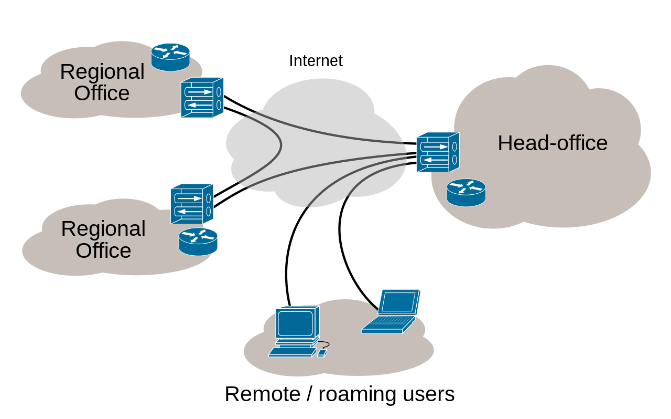 Internet
Regional
Office
Head-office
Regional
Office
Remote / roaming users